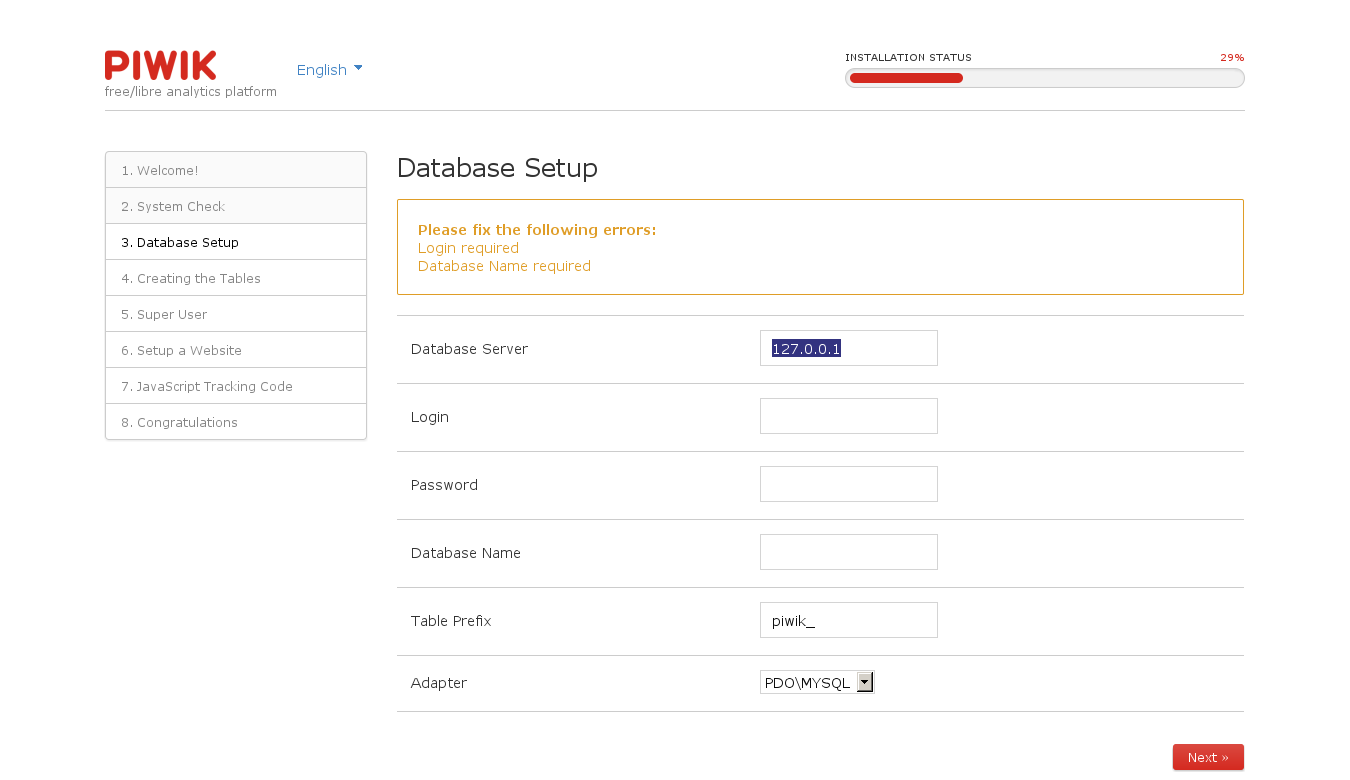 PIWIK
free/libre analytics platform
English
INSTALLATION STATUS 29%
1. Welcome!
2. System Check
3. Database Setup
4. Creating the Tables
5. Super User
6. Setup a Website
7. JavaScript Tracking Code
8. Congratulations
Database Setup
Please fix the following errors:
Login required
Database Name required
Database Server 127.0.0.1
Login
Password
Database Name
Table Prefix piwik_
Adapter PDO\MYSQL
Next »